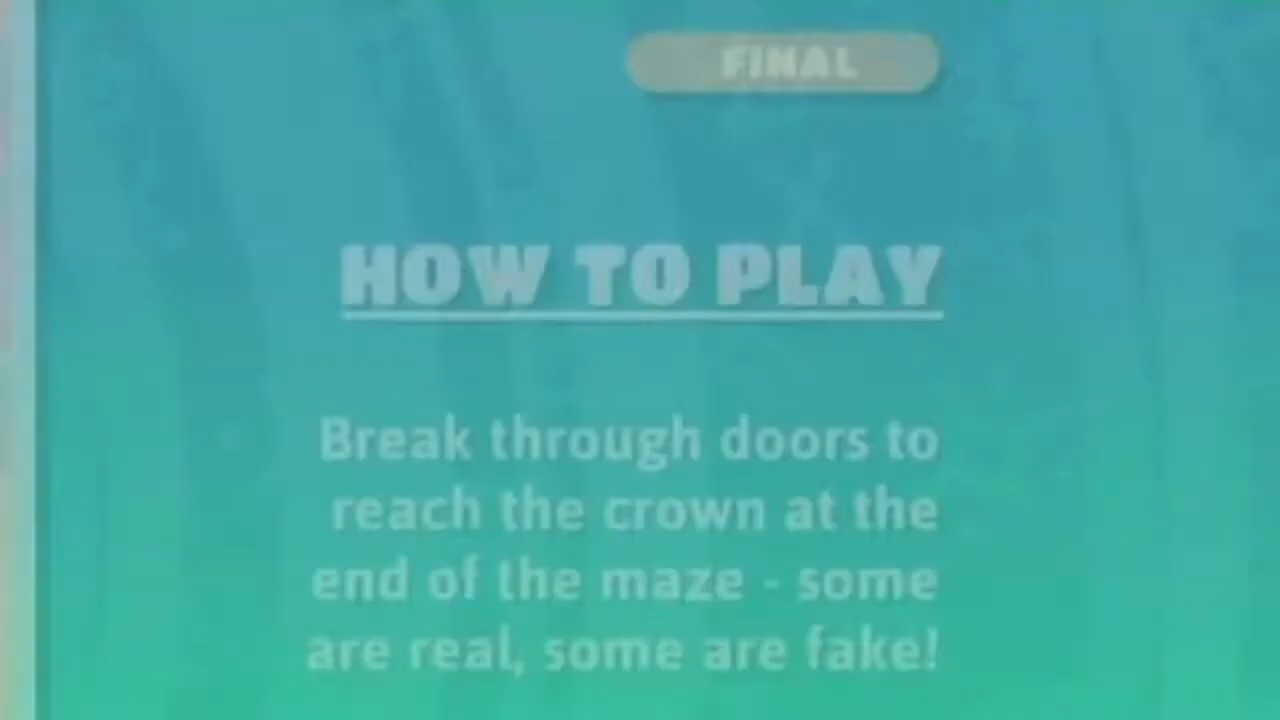 FINAL
HOW TO PLAY
Break through doors to
reach the crown at the
end of the maze - some
are real, some are fake!